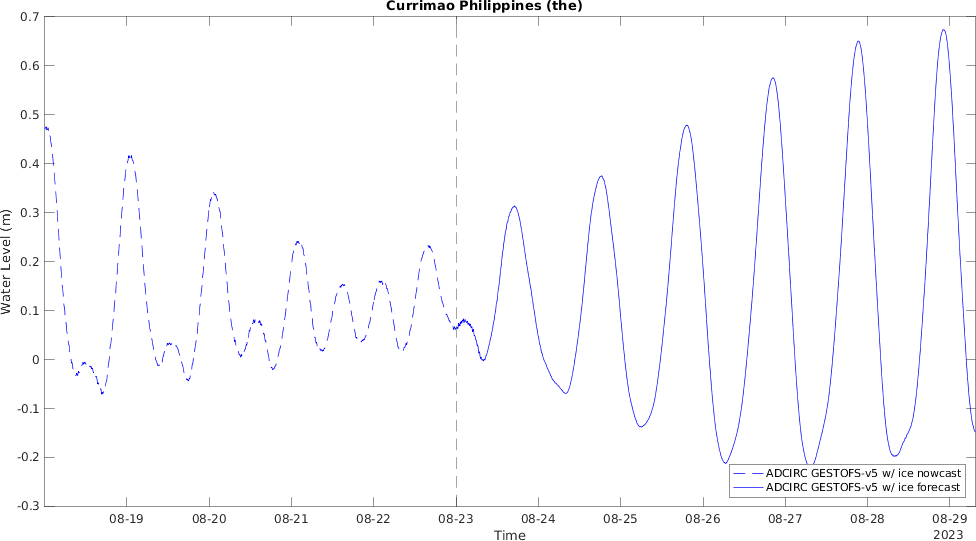 Currimao Philippines (the)
0.7
0.6
0.5
0.4
0.3
0.2
0.1
0
-0.1
-0.2
-0.3
Water Level (m)
ADCIRC GESTOFS-v5 w/ ice nowcast
ADCIRC GESTOFS-v5 w/ ice forecast
08-19 08-20 08-21 08-22 08-23 08-24 08-25 08-26 08-27 08-28 08-29
Time
2023